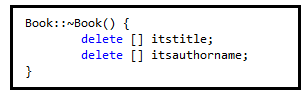 Book::~Book() {
        delete [] itstitle;
        delete [] itsauthorname;
}